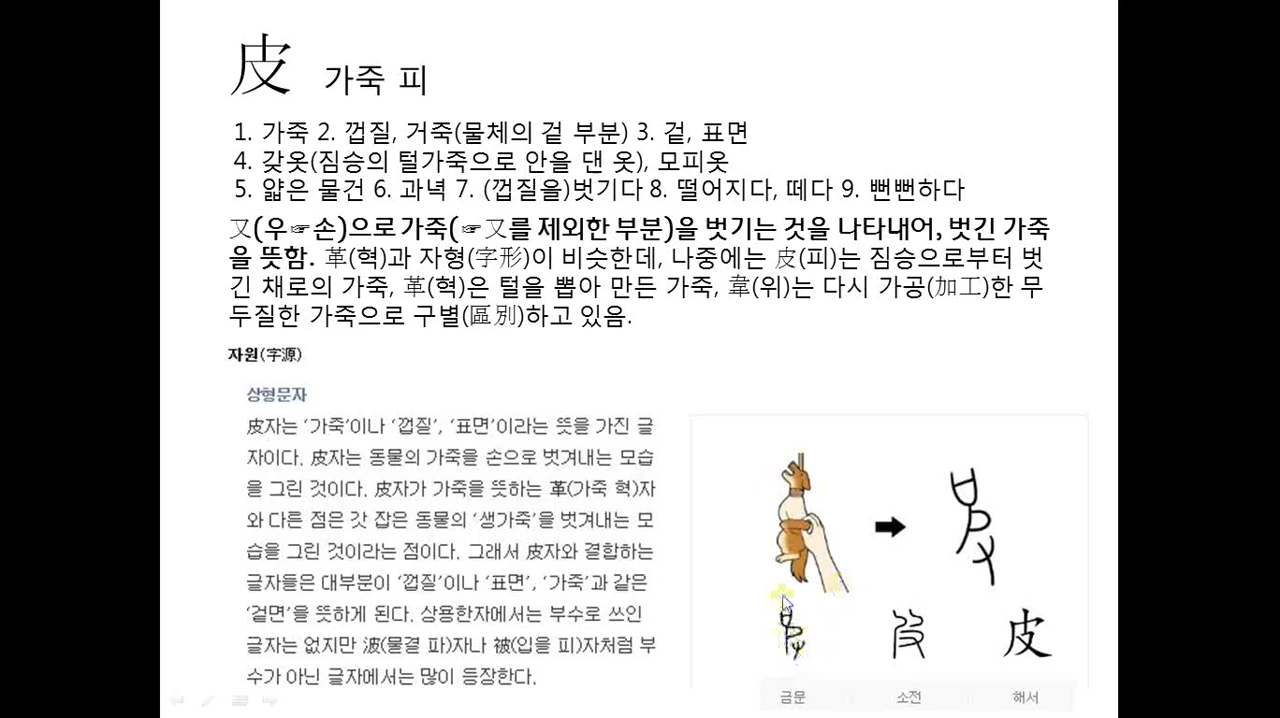 皮 가죽 피
1. 가죽 2. 껍질, 거죽(물체의 겉 부분) 3. 겉, 표면
4. 갖옷(짐승의 털가죽으로 안을 댄 옷), 모피옷
5. 얇은 물건 6. 과녁 7. (껍질을)벗기다 8. 떨어지다, 떼다 9. 뻔뻔하다
又(우☞손)으로 가죽(☞又를 제외한 부분)을 벗기는 것을 나타내어, 벗긴 가죽
을 뜻함. 革(혁)과 자형(字形)이 비슷한데, 나중에는 皮(피)는 짐승으로부터 벗
긴 채로의 가죽, 革(혁)은 털을 뽑아 만든 가죽, 韋(위)는 다시 가공(加工)한 무
두질한 가죽으로 구별(區別)하고 있음.
자원(字源)
상형문자
皮자는 ‘가죽’이나 ‘껍질’, ‘표면’이라는 뜻을 가진 글
자이다. 皮자는 동물의 가죽을 손으로 벗겨내는 모습
을 그린 것이다. 皮자가 가죽을 뜻하는 革(가죽 혁)자
와 다른 점은 갓 잡은 동물의 ‘생가죽’을 벗겨내는 모
습을 그린 것이라는 점이다. 그래서 皮자와 결합하는
글자들은 대부분이 ‘껍질’이나 ‘표면’, ‘가죽’과 같은
‘겉면’을 뜻하게 된다. 상용한자에서는 부수로 쓰인
글자는 없지만 波(물결 파)자나 被(입을 피)자처럼 부
수가 아닌 글자에서는 많이 등장한다.
皮
금문 소전 해서